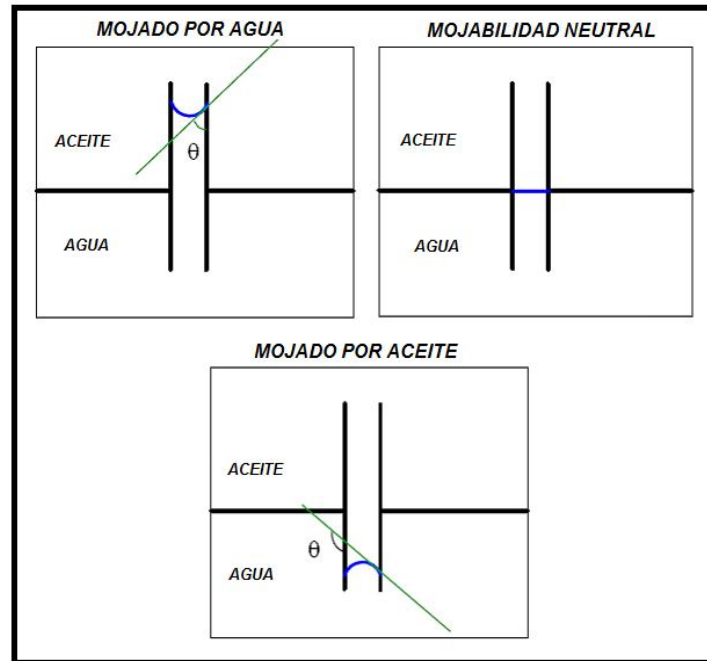 MOJADO POR AGUA
ACEITE
θ
AGUA
MOJABILIDAD NEUTRAL
ACEITE
AGUA
MOJADO POR ACEITE
ACEITE
θ
AGUA